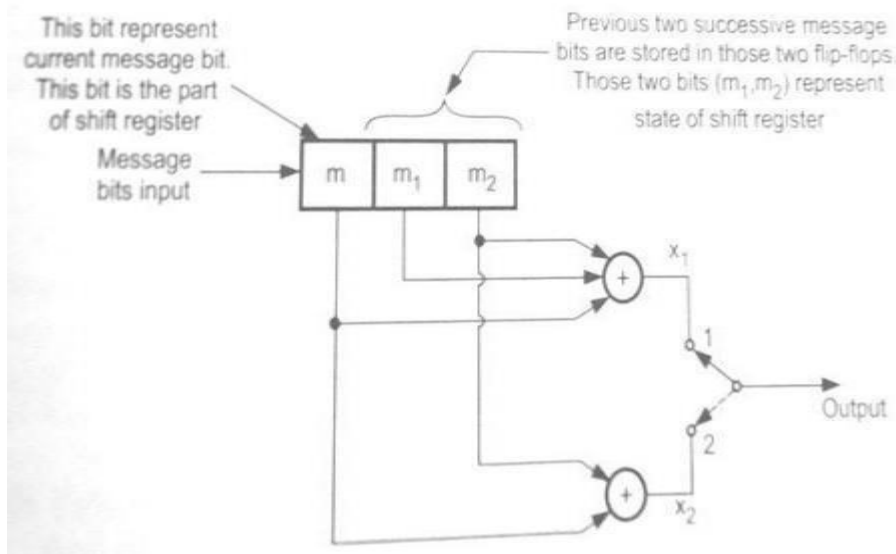 This bit represent
current message bit.
This bit is the part
of shift register
Previous two successive message
bits are stored in those two flip-flops.
Those two bits (m₁,m₂) represent
state of shift register
Message
bits input
m
m₁
m₂
+
x₁
1
Output
2
+
x₂